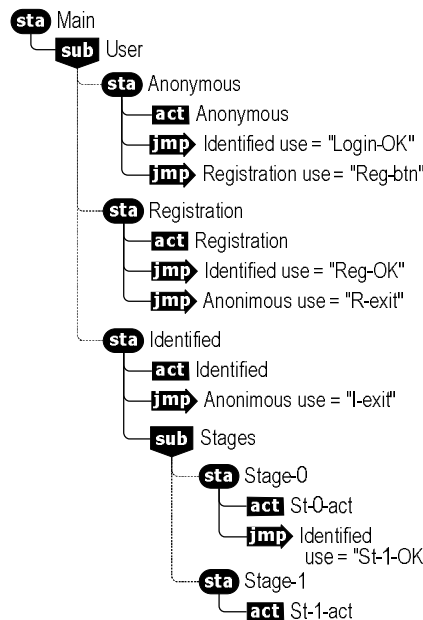 sta Main
sub User
sta Anonymous
act Anonymous
jmp Identified use = "Login-OK"
jmp Registration use = "Reg-btn"
sta Registration
act Registration
jmp Identified use = "Reg-OK"
jmp Anonimous use = "R-exit"
sta Identified
act Identified
jmp Anonimous use = "I-exit"
sub Stages
sta Stage-0
act St-0-act
jmp Identified
use = "St-1-OK
sta Stage-1
act St-1-act